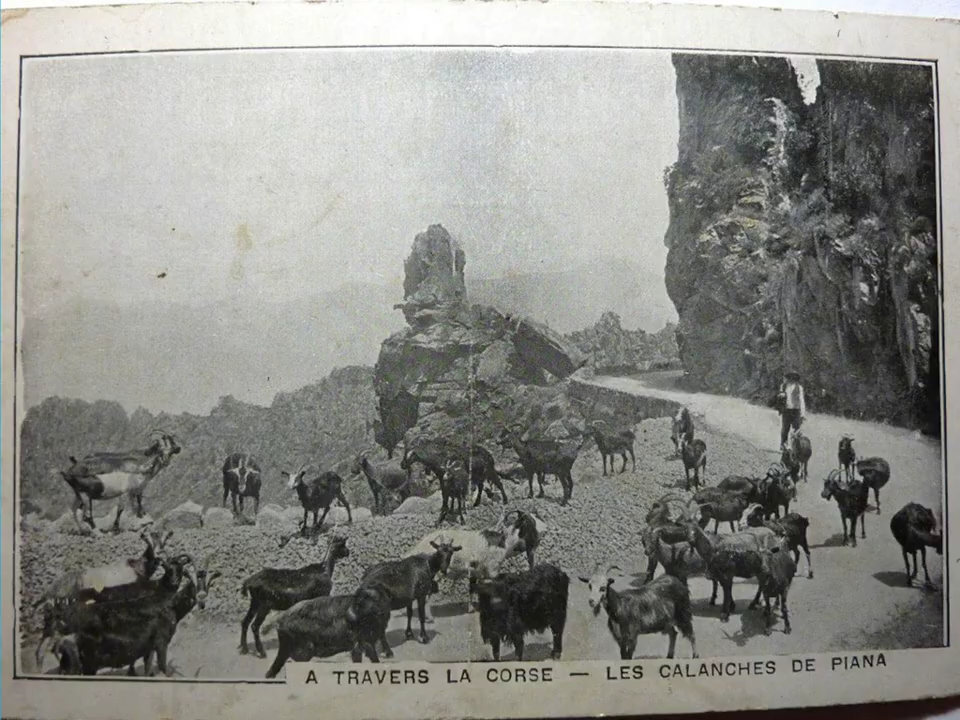 A TRAVERS LA CORSE — LES CALANCHES DE PIANA